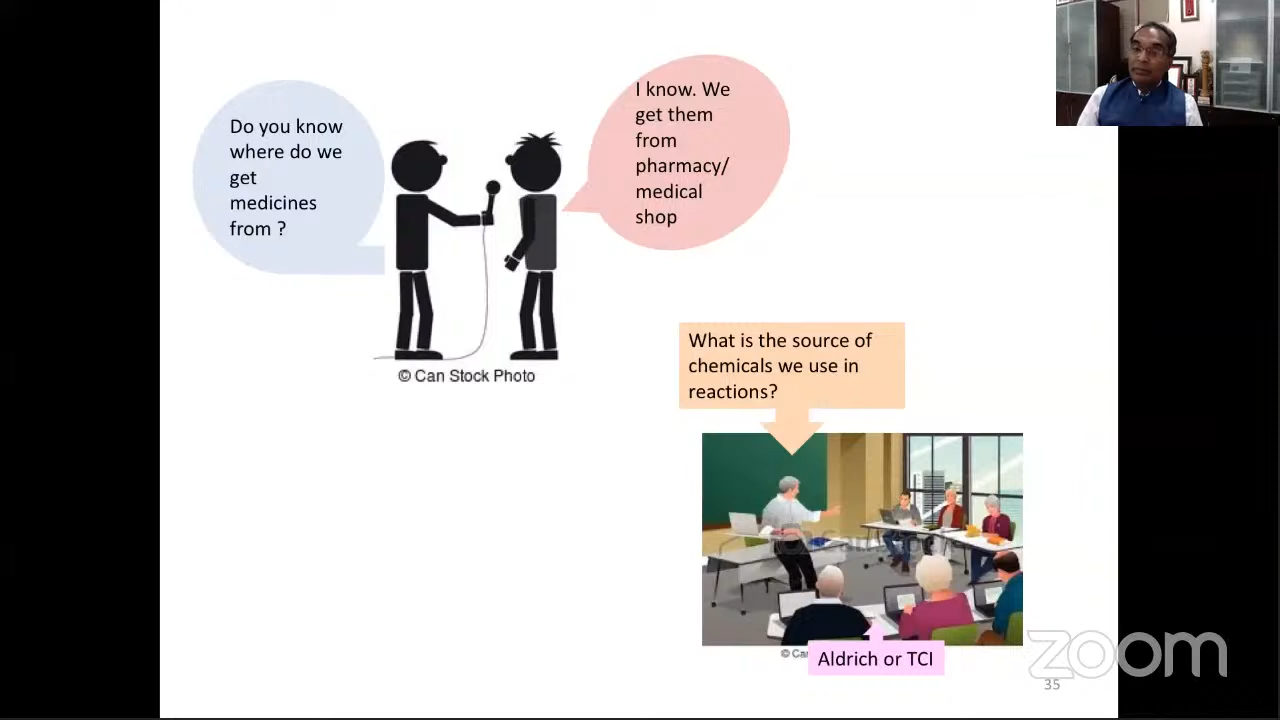 Do you know
where do we
get
medicines
from ?
I know. We
get them
from
pharmacy/
medical
shop
© Can Stock Photo
What is the source of
chemicals we use in
reactions?
Aldrich or TCI
zoom
35